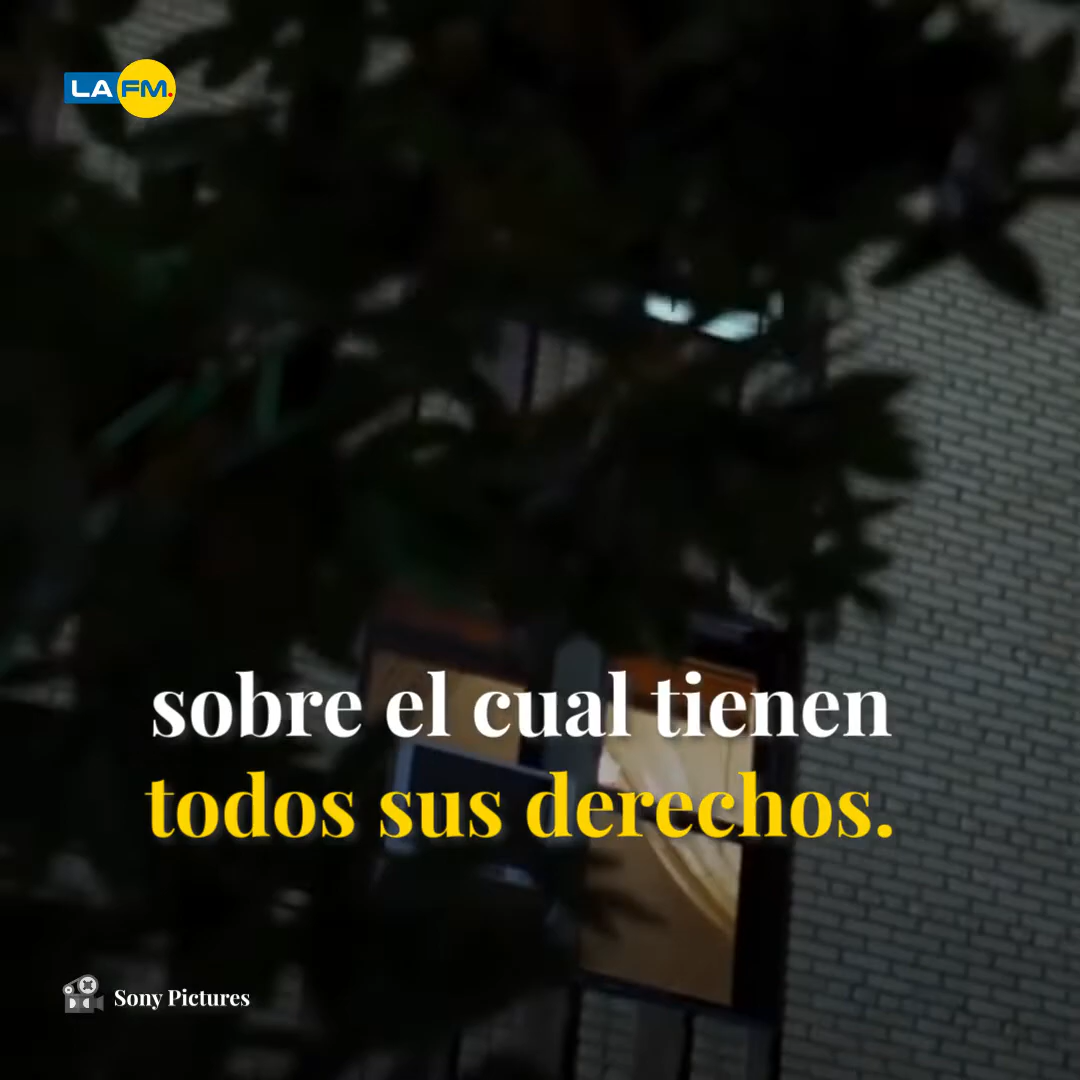 LA FM.
sobre el cual tienen
todos sus derechos.
Sony Pictures